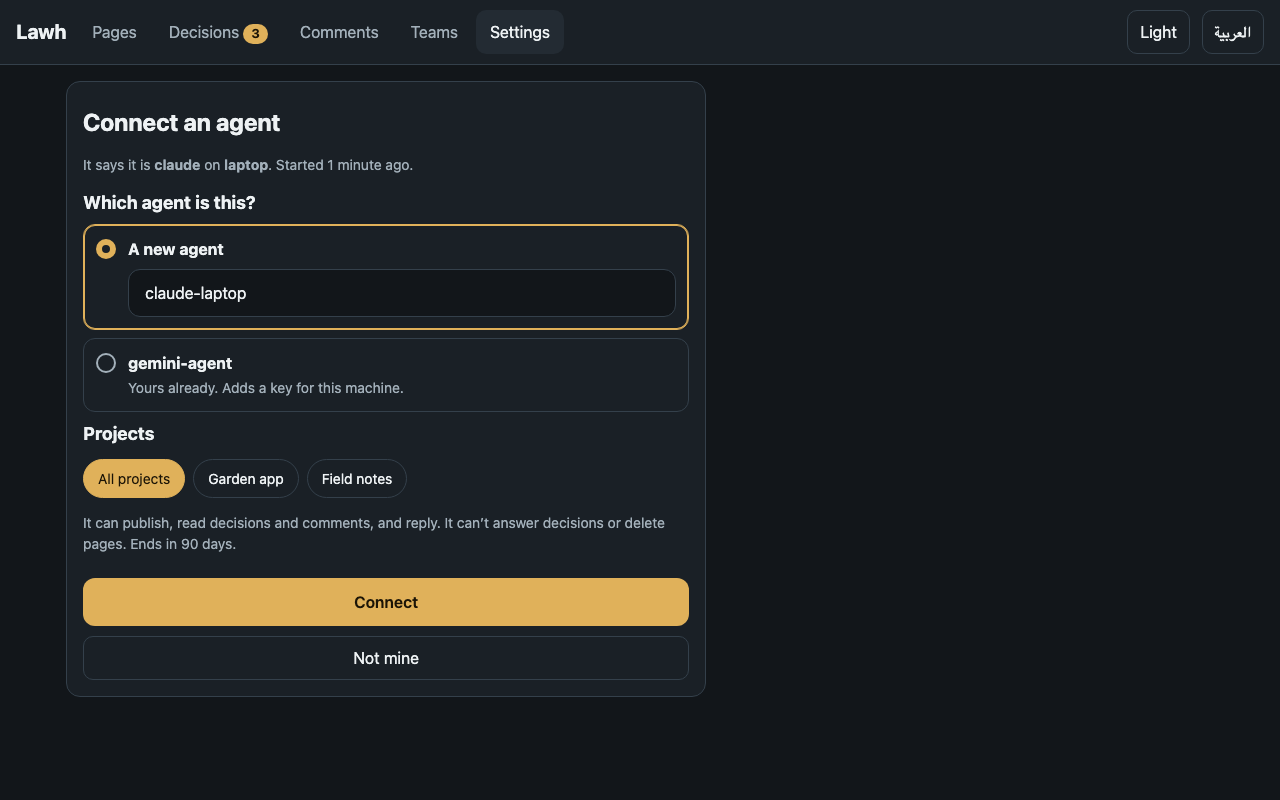 Lawh
Pages
Decisions 3
Comments
Teams
Settings
Light
العربية
Connect an agent
It says it is claude on laptop. Started 1 minute ago.
Which agent is this?
A new agent
claude-laptop
gemini-agent
Yours already. Adds a key for this machine.
Projects
All projects
Garden app
Field notes
It can publish, read decisions and comments, and reply. It can’t answer decisions or delete
pages. Ends in 90 days.
Connect
Not mine